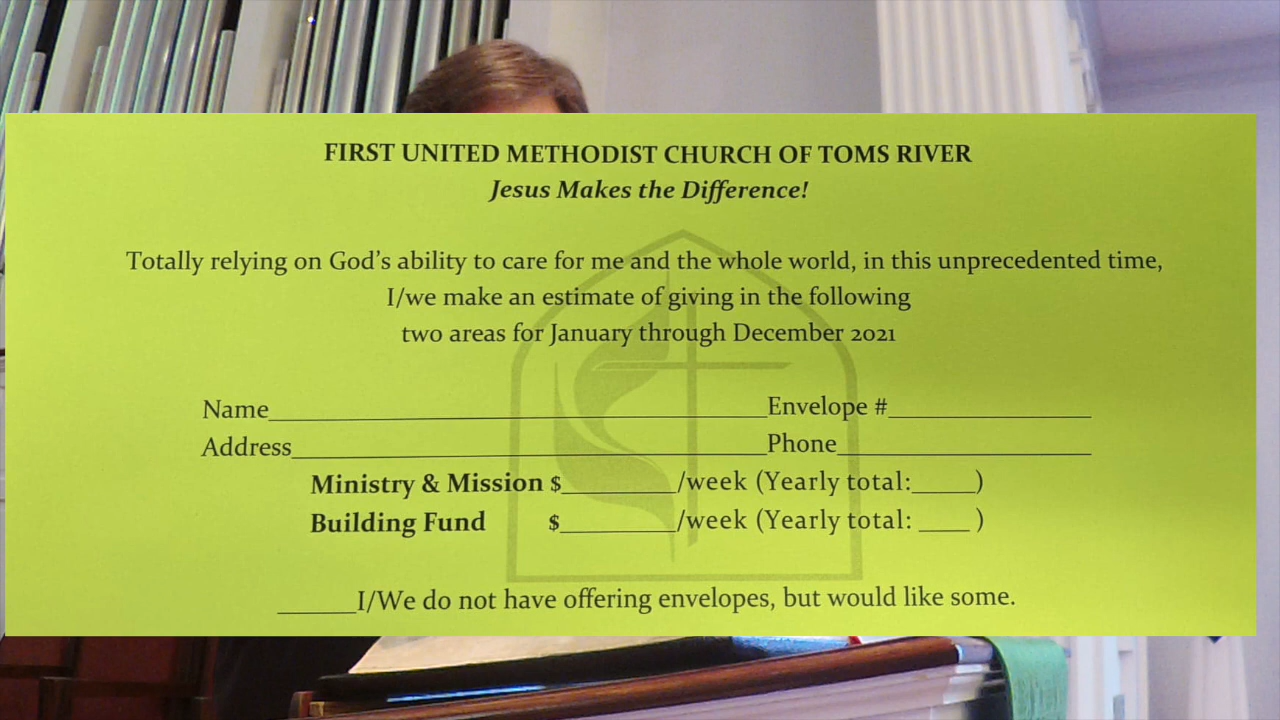 FIRST UNITED METHODIST CHURCH OF TOMS RIVER
Jesus Makes the Difference!
Totally relying on God's ability to care for me and the whole world, in this unprecedented time,
I/we make an estimate of giving in the following
two areas for January through December 2021
Name____________________Envelope #__________
Address____________________Phone__________
Ministry & Mission $_________/week (Yearly total:_____)
Building Fund $_________/week (Yearly total: ____ )
______I/We do not have offering envelopes, but would like some.